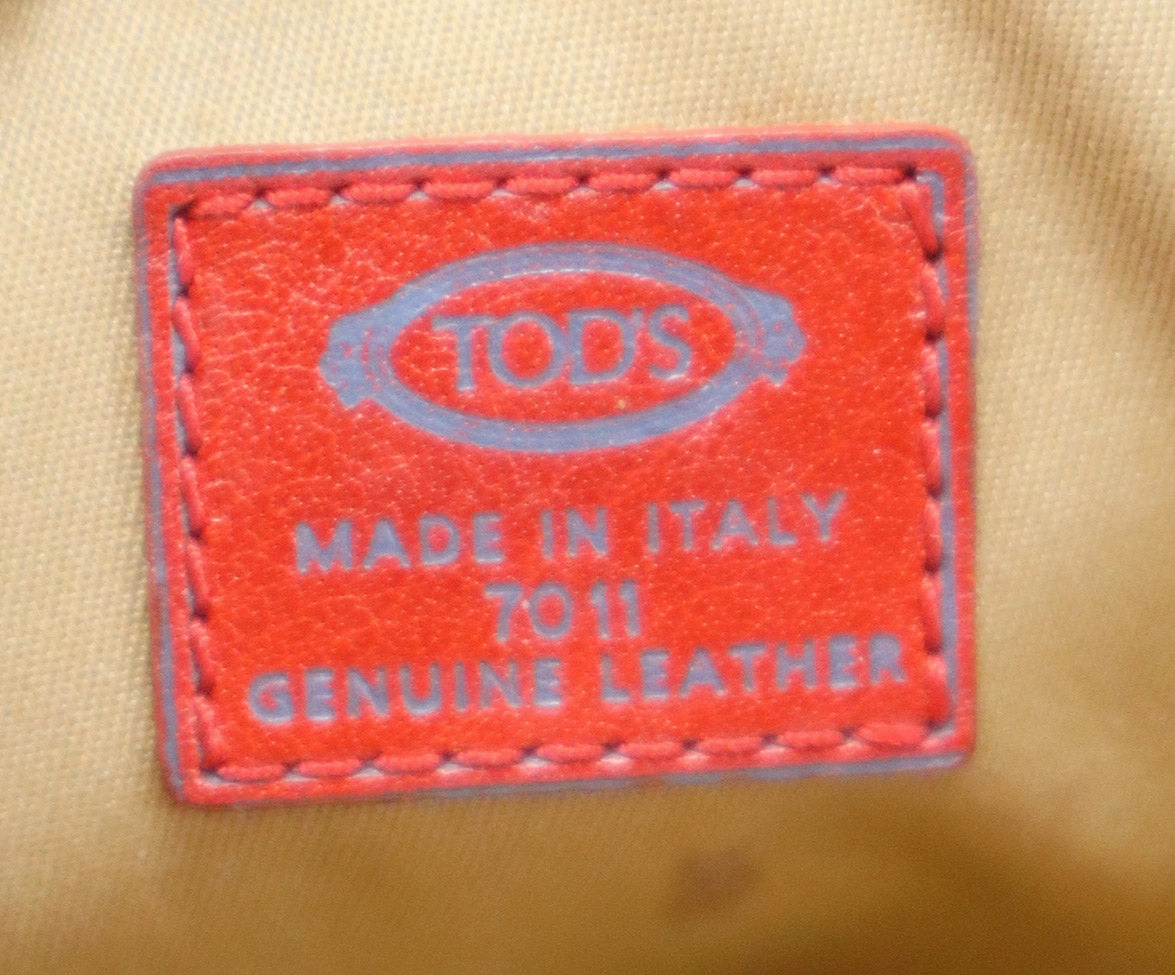 TOD'S
MADE IN ITALY
7011
GENUINE LEATHER